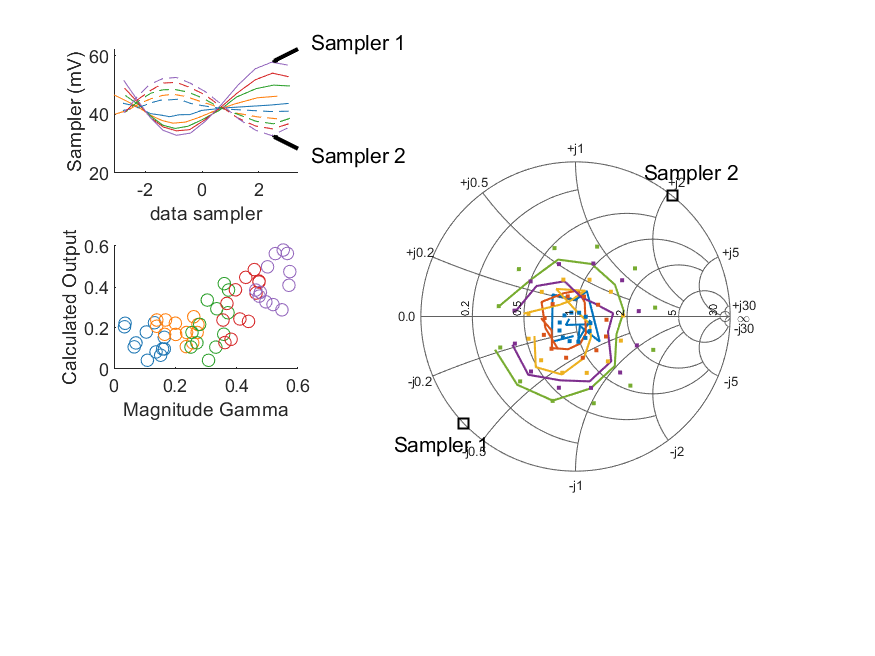 Sampler 1
60
40
20
Sampler (mV)
-2 0 2
data sampler
Sampler 2
0.6
0.4
0.2
0
Calculated Output
0 0.2 0.4 0.6
Magnitude Gamma
+j1
Sampler 2
+j2
+j0.5
+j0.2
+j5
0.0
0.2
0.5
1
2
5
30
+j30
∞
-j30
-j0.2
-j5
Sampler 1
-j0.5
-j2
-j1